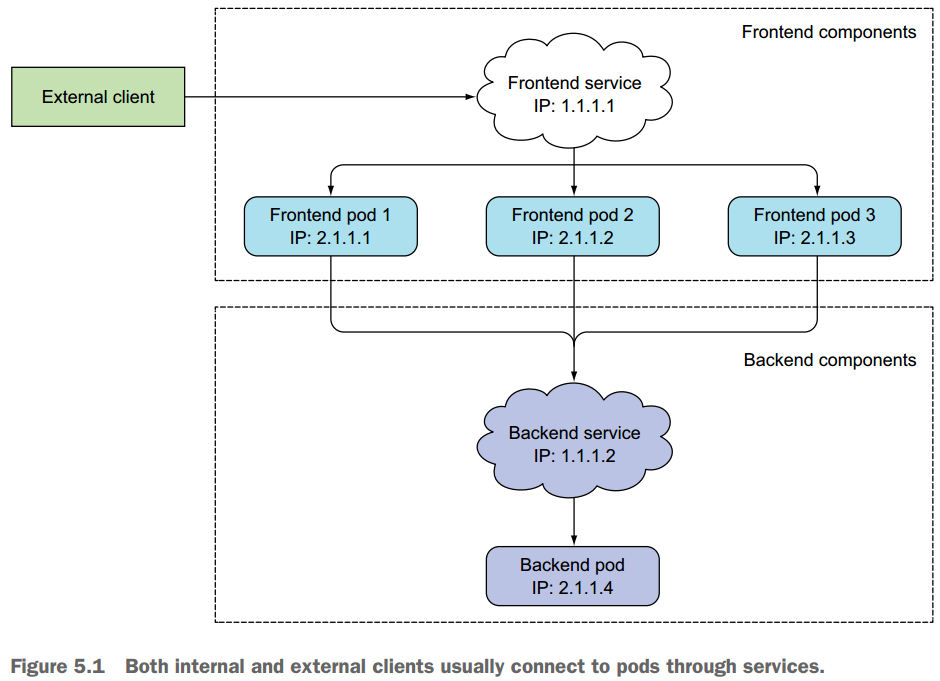 Frontend components
External client
Frontend service
IP: 1.1.1.1
Frontend pod 1
IP: 2.1.1.1
Frontend pod 2
IP: 2.1.1.2
Frontend pod 3
IP: 2.1.1.3
Backend components
Backend service
IP: 1.1.1.2
Backend pod
IP: 2.1.1.4
Figure 5.1 Both internal and external clients usually connect to pods through services.